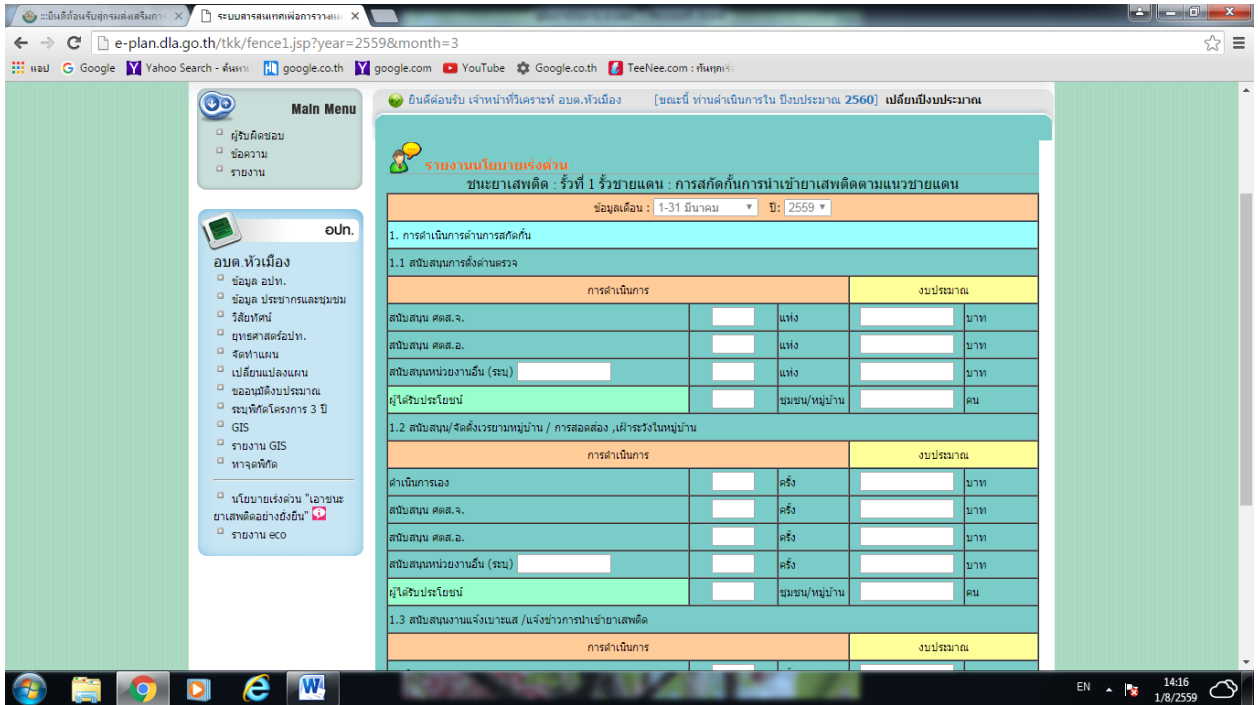 :::ยินดีต้อนรับสู่กรมส่งเสริมกา
ระบบสารสนเทศเพื่อการวางแ
e-plan.dla.go.th/tkk/fence1.jsp?year=2559&month=3
แอป
Google
Yahoo Search - ค้นหา
google.co.th
google.com
YouTube
Google.co.th
TeeNee.com : ทันทุก
Main Menu
ผู้รับผิดชอบ
ข้อความ
รายงาน
อปท.
อบต.หัวเมือง
ข้อมูล อปท.
ข้อมูล ประชากรและชุมชม
วิสัยทัศน์
ยุทธศาสตร์อปท.
จัดทำแผน
เปลี่ยนแปลงแผน
ขออนุมัติงบประมาณ
ระบุพิกัดโครงการ 3 ปี
GIS
รายงาน GIS
หาจุดพิกัด
นโยบายเร่งด่วน "เอาชนะ
ยาเสพติดอย่างยั่งยืน"
รายงาน eco
ยินดีต้อนรับ เจ้าหน้าที่วิเคราะห์ อบต.หัวเมือง [ขณะนี้ ท่านดำเนินการใน ปีงบประมาณ 2560] เปลี่ยนปีงบประมาณ
รายงานนโยบายเร่งด่วน
ชนะยาเสพติด : รั้วที่ 1 รั้วชายแดน : การสกัดกั้นการนำเข้ายาเสพติดตามแนวชายแดน
ข้อมูลเดือน : 1-31 มีนาคม ปี: 2559
1. การดำเนินการด้านการสกัดกั้น
1.1 สนับสนุนการตั้งด่านตรวจ
การดำเนินการ งบประมาณ
สนับสนุน ศตส.จ. แห่ง บาท
สนับสนุน ศตส.อ. แห่ง บาท
สนับสนุนหน่วยงานอื่น (ระบุ) แห่ง บาท
ผู้ได้รับประโยชน์ ชุมชน/หมู่บ้าน คน
1.2 สนับสนุน/จัดตั้งเวรยามหมู่บ้าน / การสอดส่อง ,เฝ้าระวังในหมู่บ้าน
การดำเนินการ งบประมาณ
ดำเนินการเอง ครั้ง บาท
สนับสนุน ศตส.จ. ครั้ง บาท
สนับสนุน ศตส.อ. ครั้ง บาท
สนับสนุนหน่วยงานอื่น (ระบุ) ครั้ง บาท
ผู้ได้รับประโยชน์ ชุมชน/หมู่บ้าน คน
1.3 สนับสนุนงานแจ้งเบาะแส /แจ้งข่าวการนำเข้ายาเสพติด
การดำเนินการ งบประมาณ
EN
14:16
1/8/2559